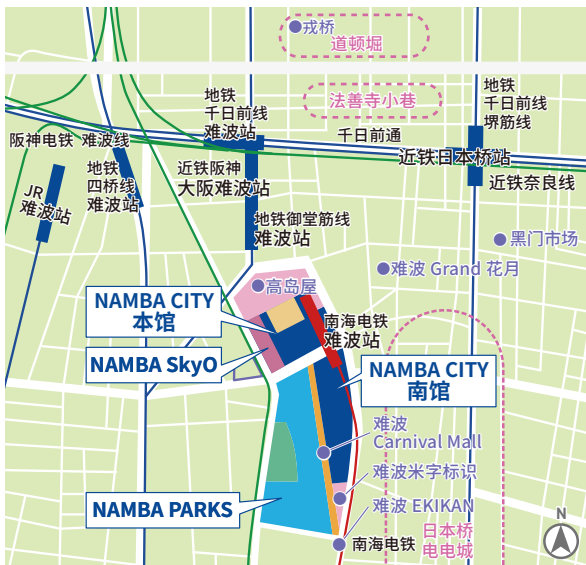 戎桥
道顿堀
法善寺小巷
地铁
千日前线
难波站
地铁
千日前线
堺筋线
千日前通
阪神电铁 难波线
近铁日本桥站
近铁奈良线
地铁
四桥线
难波站
近铁阪神
大阪难波站
JR
难波站
地铁御堂筋线
难波站
黑门市场
难波 Grand 花月
高岛屋
NAMBA CITY
本馆
南海电铁
难波站
NAMBA SkyO
NAMBA CITY
南馆
难波
Carnival Mall
难波米字标识
NAMBA PARKS
难波 EKIKAN
日本桥
电电城
南海电铁
N